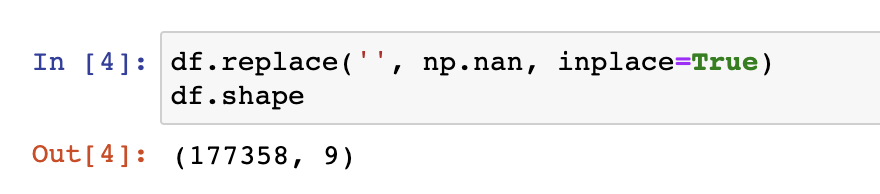 In [4]: df.replace('', np.nan, inplace=True)
df.shape
Out[4]: (177358, 9)